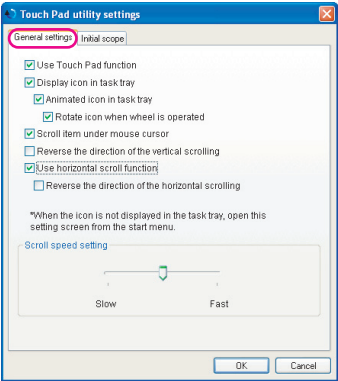 Touch Pad utility settings
General settings Initial scope
Use Touch Pad function
Display icon in task tray
Animated icon in task tray
Rotate icon when wheel is operated
Scroll item under mouse cursor
Reverse the direction of the vertical scrolling
Use horizontal scroll function
Reverse the direction of the horizontal scrolling
*When the icon is not displayed in the task tray, open this
setting screen from the start menu.
Scroll speed setting
Slow Fast
OK Cancel